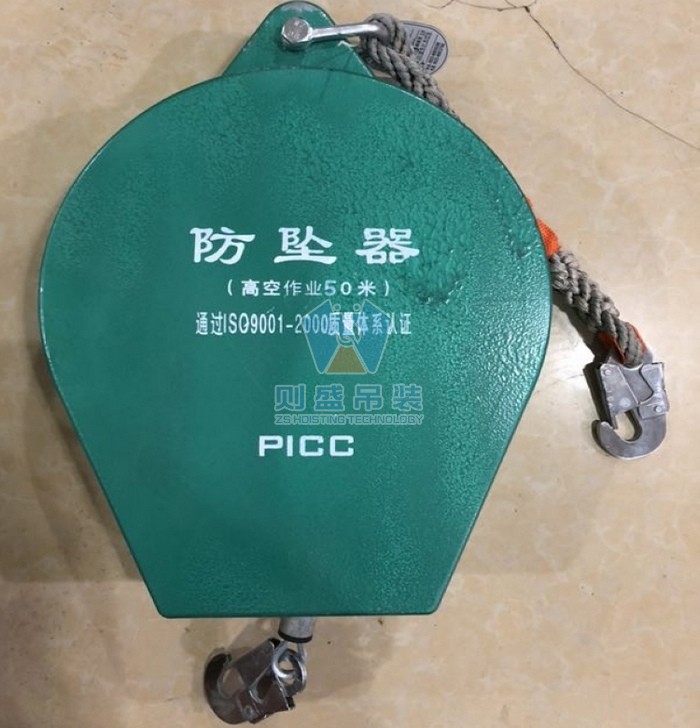 防坠器
（高空作业50米）
通过ISO9001-2000质量体系认证
则盛吊装
ZS HOISTING TECHNOLOGY
PICC